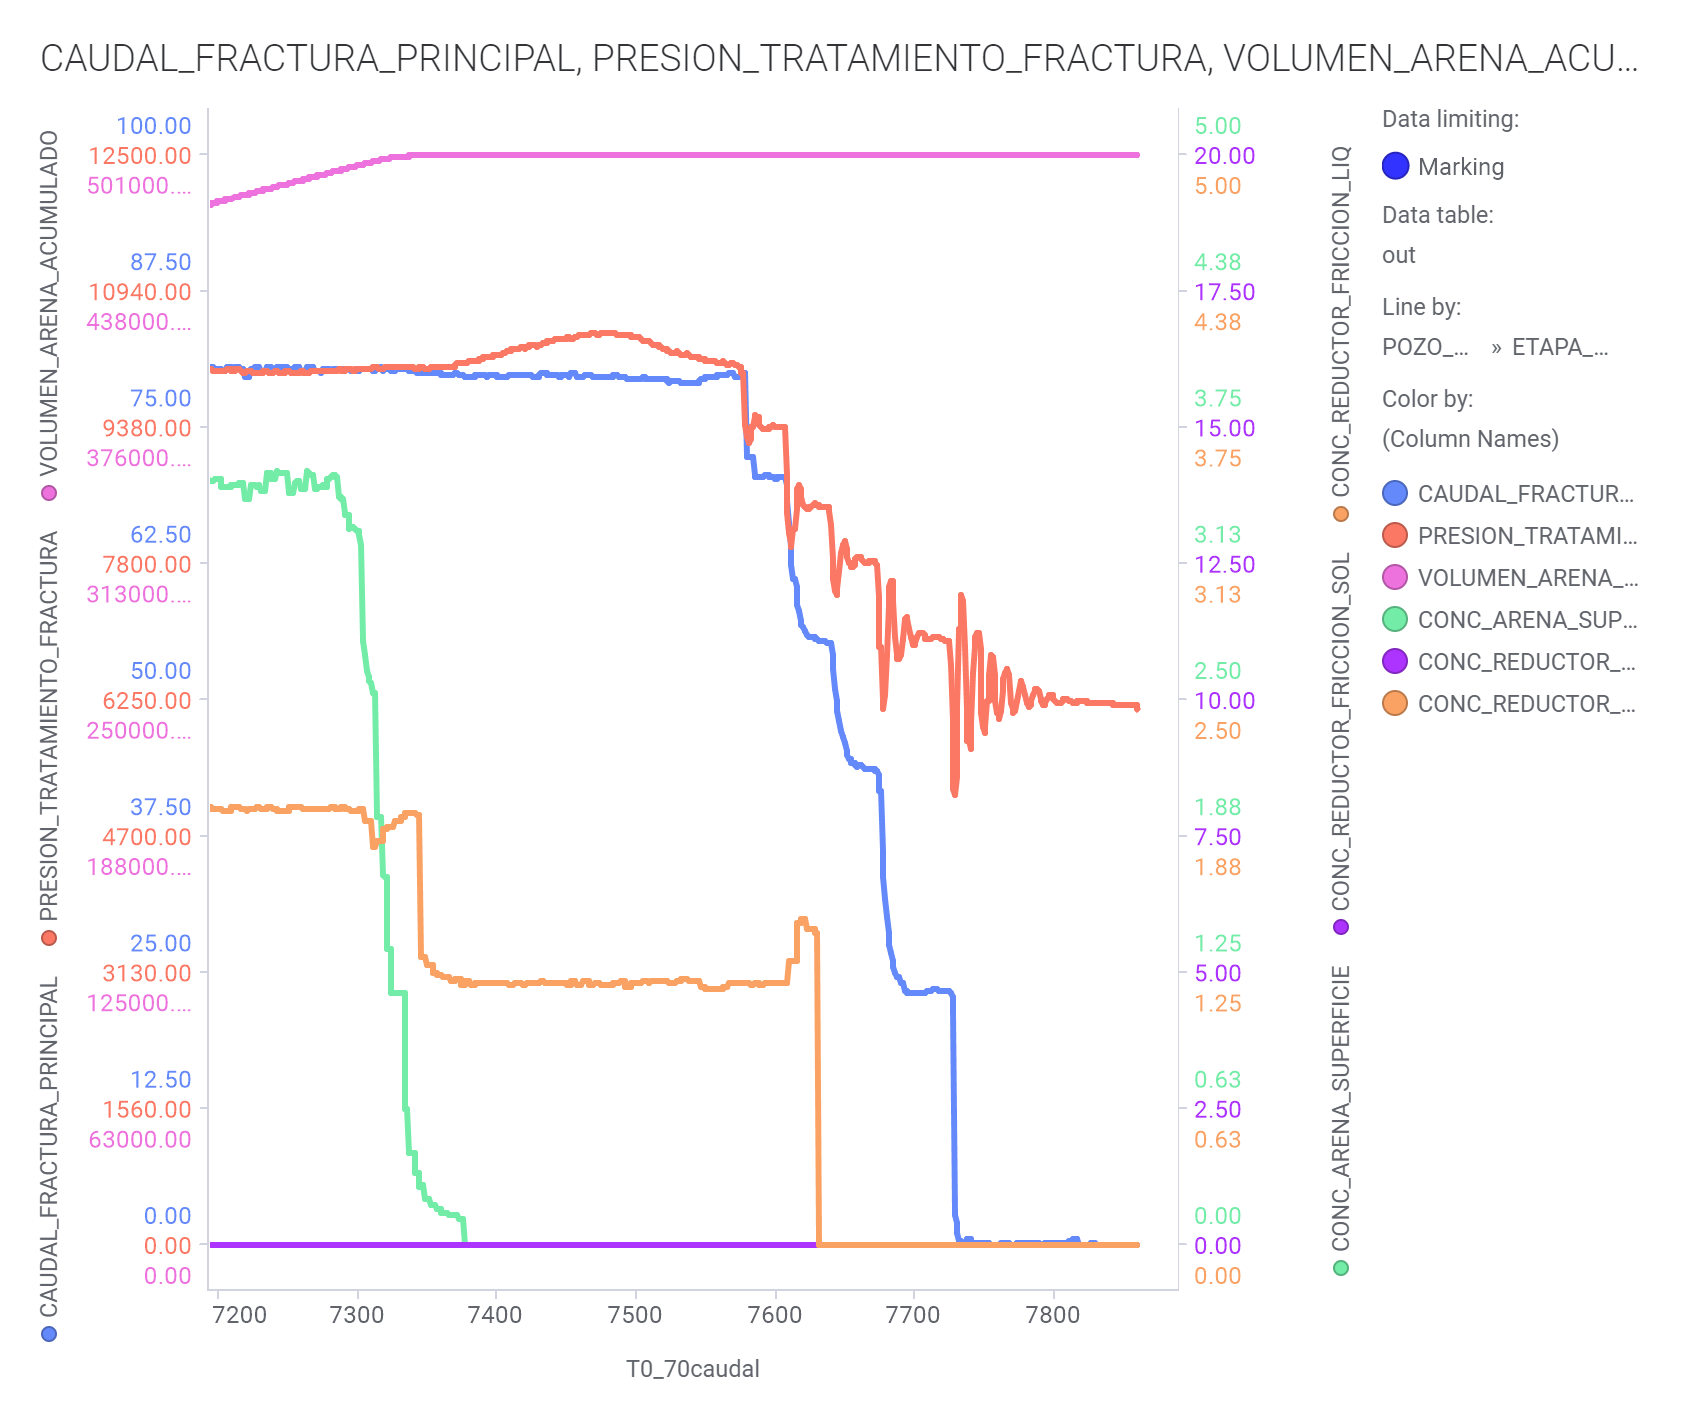 CAUDAL_FRACTURA_PRINCIPAL, PRESION_TRATAMIENTO_FRACTURA, VOLUMEN_ARENA_ACU...
VOLUMEN_ARENA_ACUMULADO
PRESION_TRATAMIENTO_FRACTURA
CAUDAL_FRACTURA_PRINCIPAL
100.00
12500.00
501000....
87.50
10940.00
438000....
75.00
9380.00
376000....
62.50
7800.00
313000....
50.00
6250.00
250000....
37.50
4700.00
188000....
25.00
3130.00
125000....
12.50
1560.00
63000.00
0.00
0.00
0.00
7200
7300
7400
7500
7600
7700
7800
T0_70caudal
5.00
20.00
5.00
4.38
17.50
4.38
3.75
15.00
3.75
3.13
12.50
3.13
2.50
10.00
2.50
1.88
7.50
1.88
1.25
5.00
1.25
0.63
2.50
0.63
0.00
0.00
0.00
CONC_REDUCTOR_FRICCION_LIQ
CONC_REDUCTOR_FRICCION_SOL
CONC_ARENA_SUPERFICIE
Data limiting:
Marking
Data table:
out
Line by:
POZO_... » ETAPA_...
Color by:
(Column Names)
CAUDAL_FRACTUR...
PRESION_TRATAMI...
VOLUMEN_ARENA_...
CONC_ARENA_SUP...
CONC_REDUCTOR_...
CONC_REDUCTOR_...